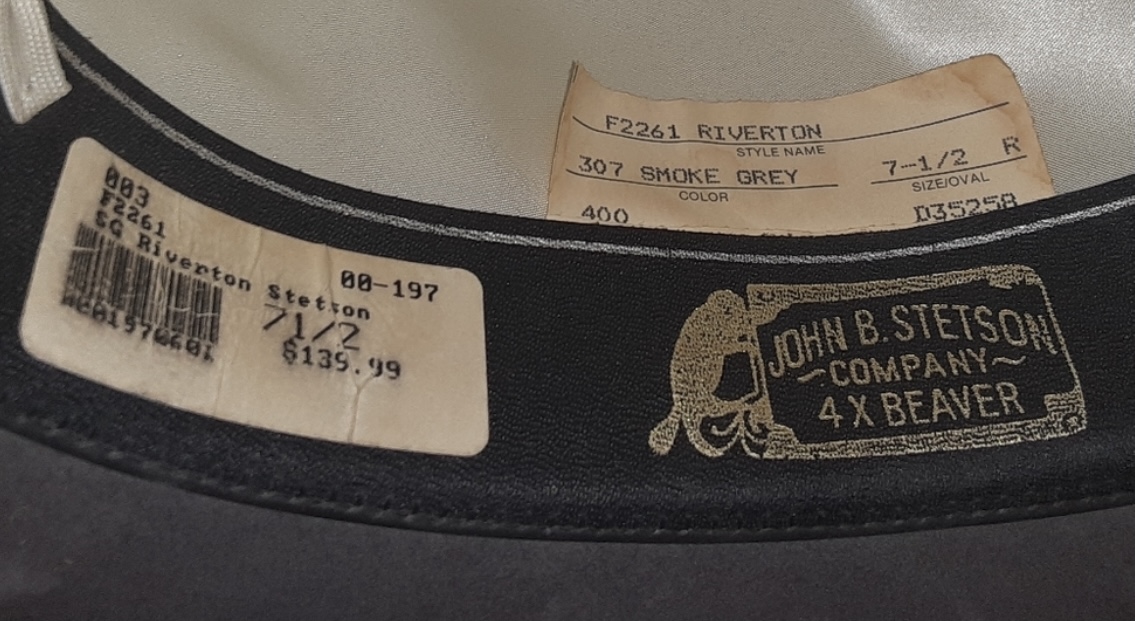 F2261 RIVERTON
STYLE NAME
307 SMOKE GREY 7-1/2 R
COLOR SIZE/OVAL
400 D35258
003
F2261
SG Riverton Stetson
00-197
7 1/2
$139.99
JOHN B. STETSON
~COMPANY~
4X BEAVER